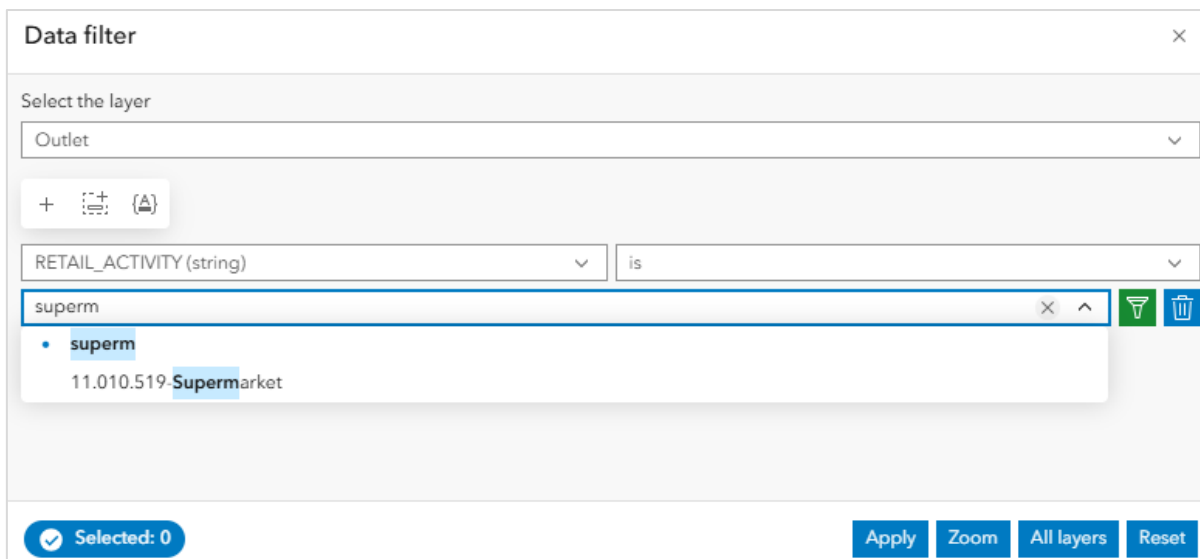 Data filter
Select the layer
Outlet
{A}
RETAIL_ACTIVITY (string)
is
superm
superm
11.010.519-Supermarket
Selected: 0
Apply
Zoom
All layers
Reset